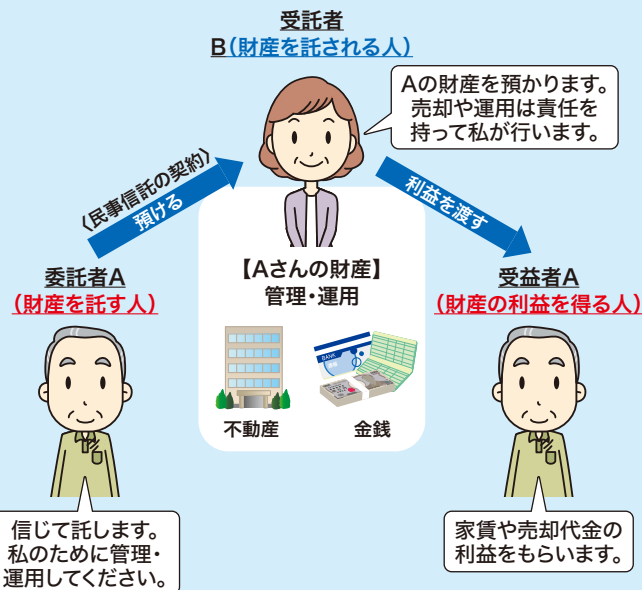 受託者
B(財産を託される人)
Aの財産を預かります。
売却や運用は責任を
持って私が行います。
〈民事信託の契約〉
預ける
利益を渡す
【Aさんの財産】
管理・運用
委託者A
(財産を託す人)
受益者A
(財産の利益を得る人)
BANK
不動産
金銭
信じて託します。
私のために管理・
運用してください。
家賃や売却代金の
利益をもらいます。